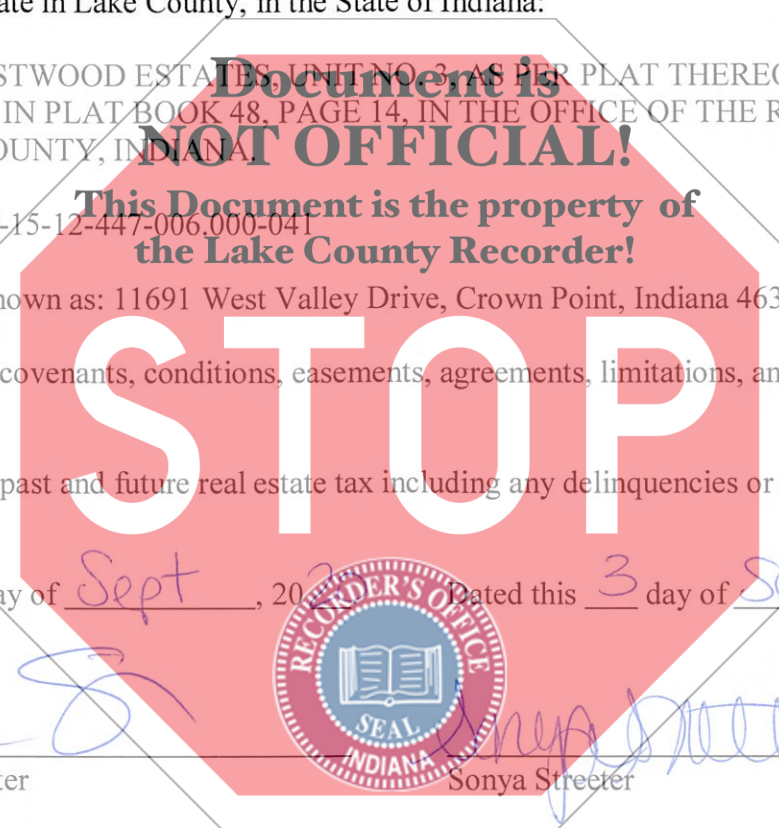 ate in Lake County, in the State of Indiana:
Document is
STWOOD ESTATES, UNIT NO. 3, AS PER PLAT THEREO
IN PLAT BOOK 48, PAGE 14, IN THE OFFICE OF THE R
NOT OFFICIAL!
OUNTY, INDIANA.
This Document is the property of
-15-12-447-006.000-041
the Lake County Recorder!
nown as: 11691 West Valley Drive, Crown Point, Indiana 463
STOP
covenants, conditions, easements, agreements, limitations, an
past and future real estate tax including any delinquencies or
ay of Sept, 2020 Dated this 3 day of
RECORDER'S OFFICE
SEAL
INDIANA
ter Sonya Streeter